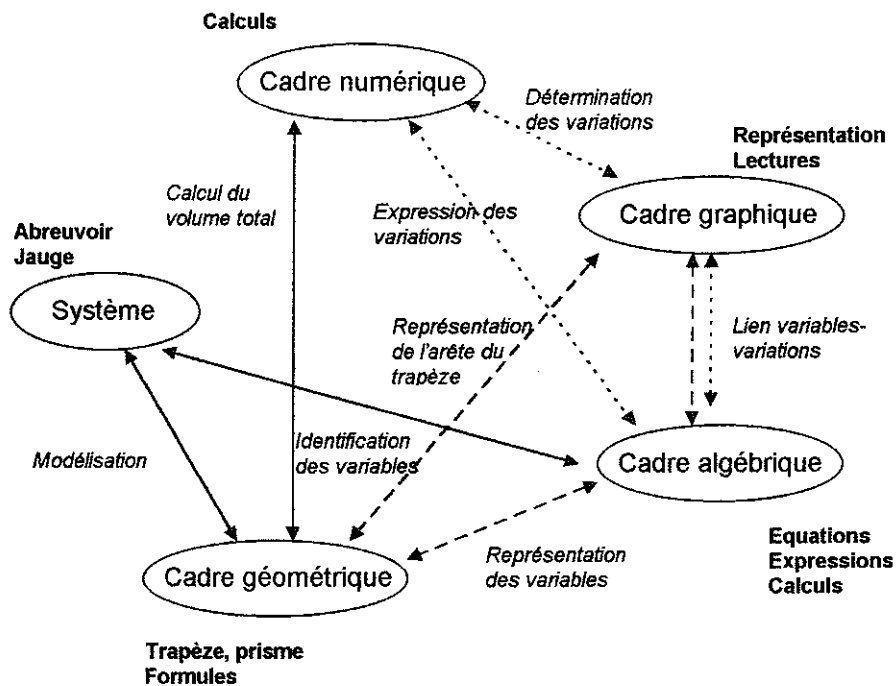 Calculs
Cadre numérique
Détermination
des variations
Représentation
Lectures
Calcul du
volume total
Expression des
variations
Cadre graphique
Abreuvoir
Jauge
Système
Représentation
de l'arête du
trapèze
Lien variables-
variations
Modélisation
Identification
des variables
Cadre algébrique
Cadre géométrique
Représentation
des variables
Equations
Expressions
Calculs
Trapèze, prisme
Formules